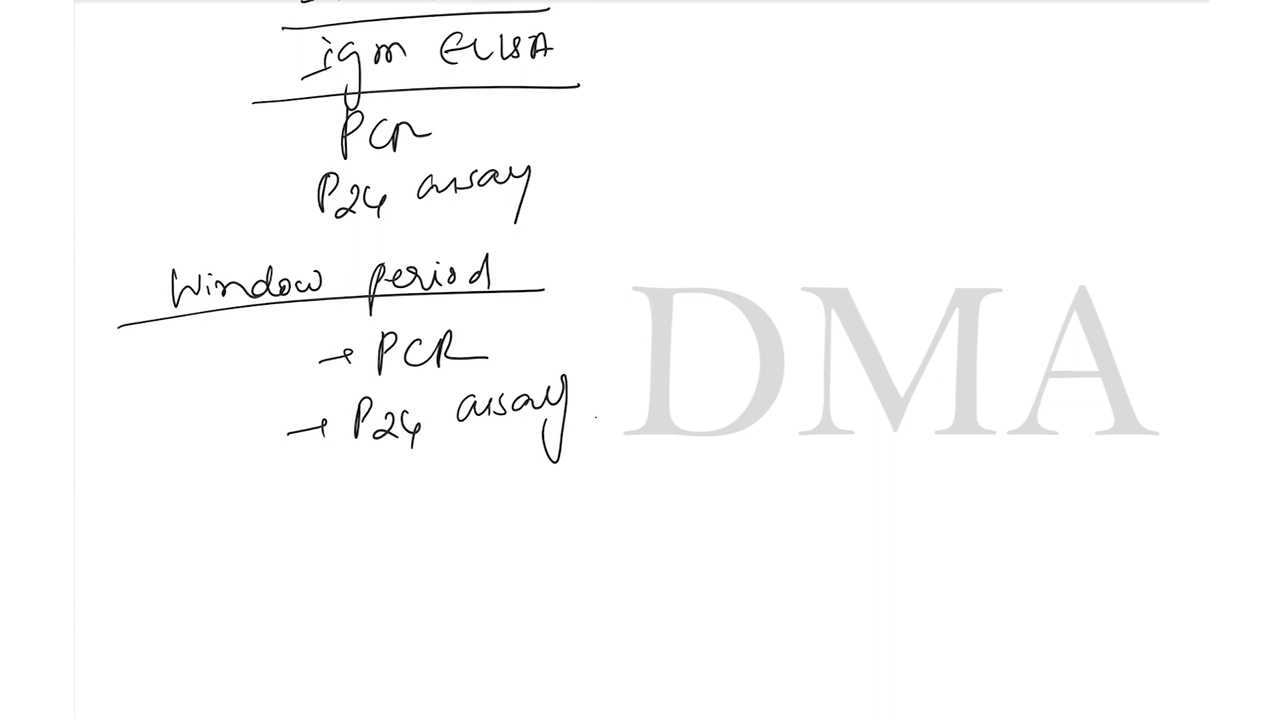 IgM ELISA
PCR
P24 assay
Window period
→ PCR
→ P24 assay
DMA